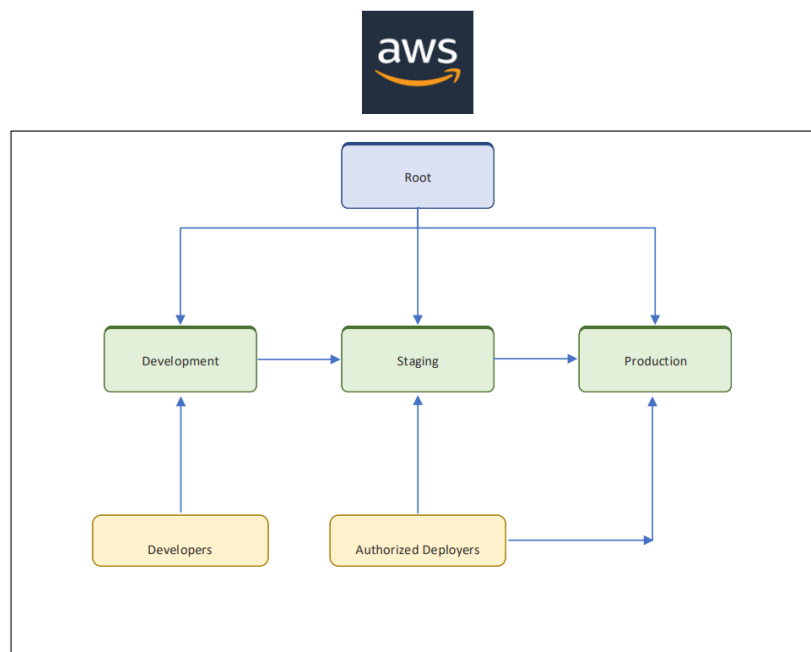 aws
Root
Development
Staging
Production
Developers
Authorized Deployers